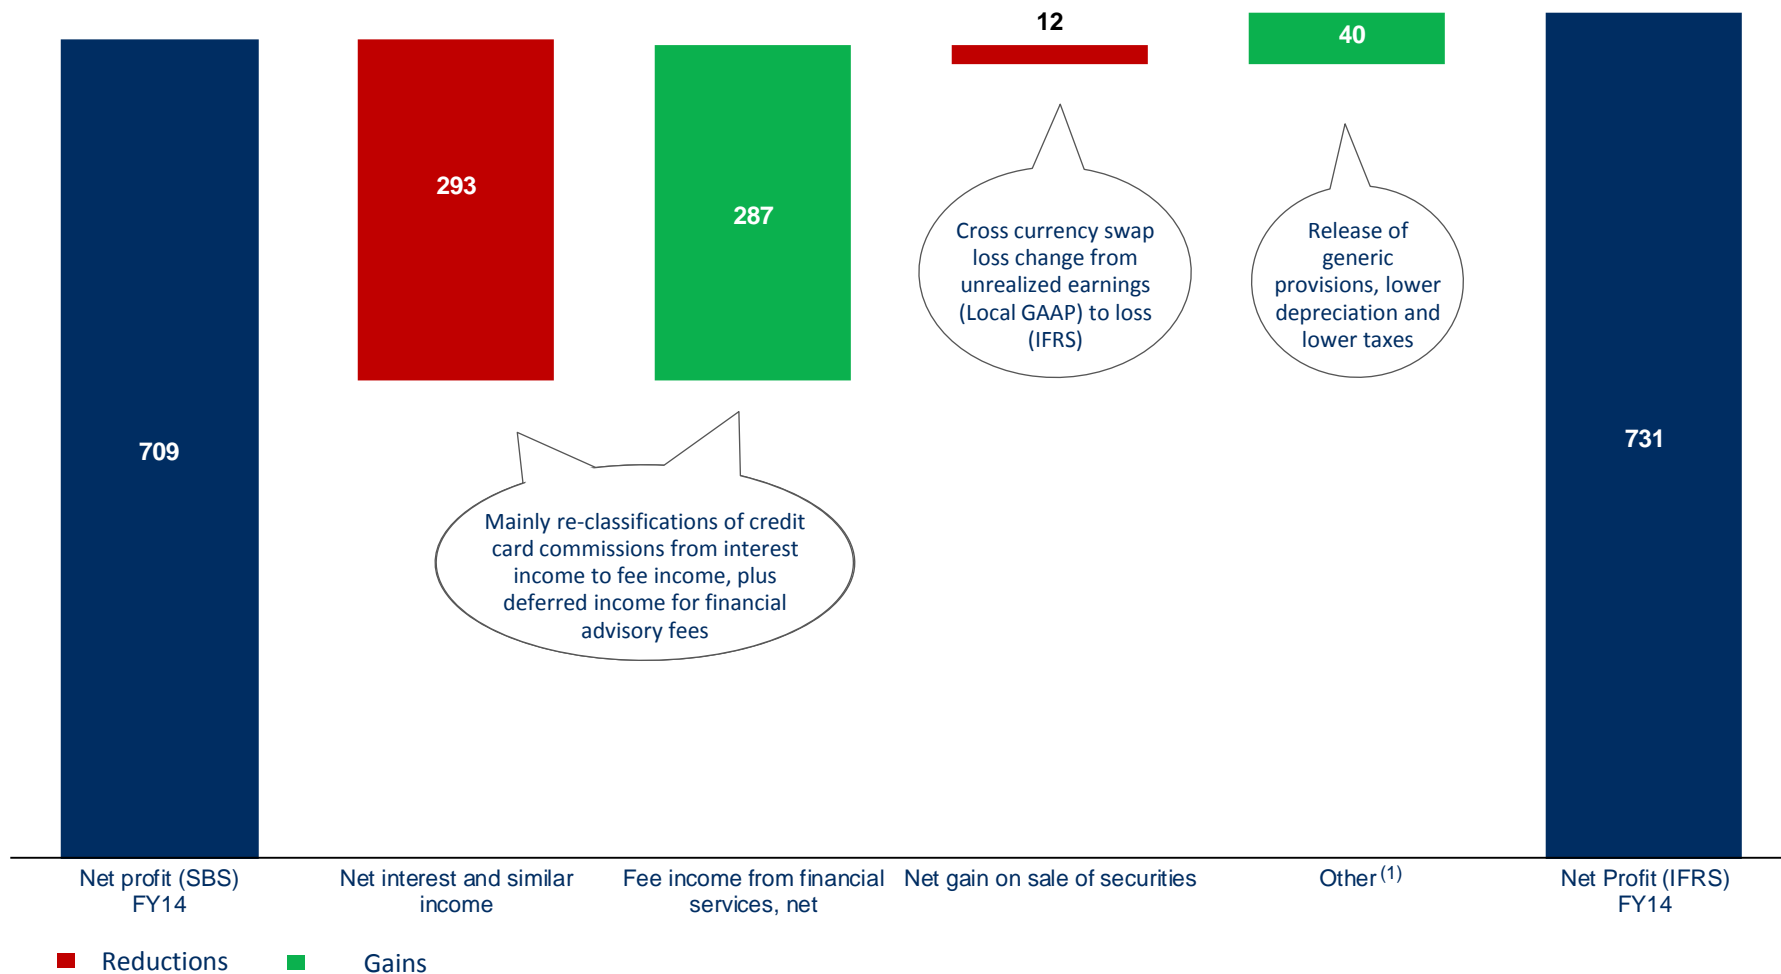 12
40
293
287
709
731
Cross currency swap
loss change from
unrealized earnings
(Local GAAP) to loss
(IFRS)
Release of
generic
provisions, lower
depreciation and
lower taxes
Mainly re-classifications of credit
card commissions from interest
income to fee income, plus
deferred income for financial
advisory fees
Net profit (SBS)
FY14
Net interest and similar
income
Fee income from financial
services, net
Net gain on sale of securities
Other (1)
Net Profit (IFRS)
FY14
Reductions
Gains